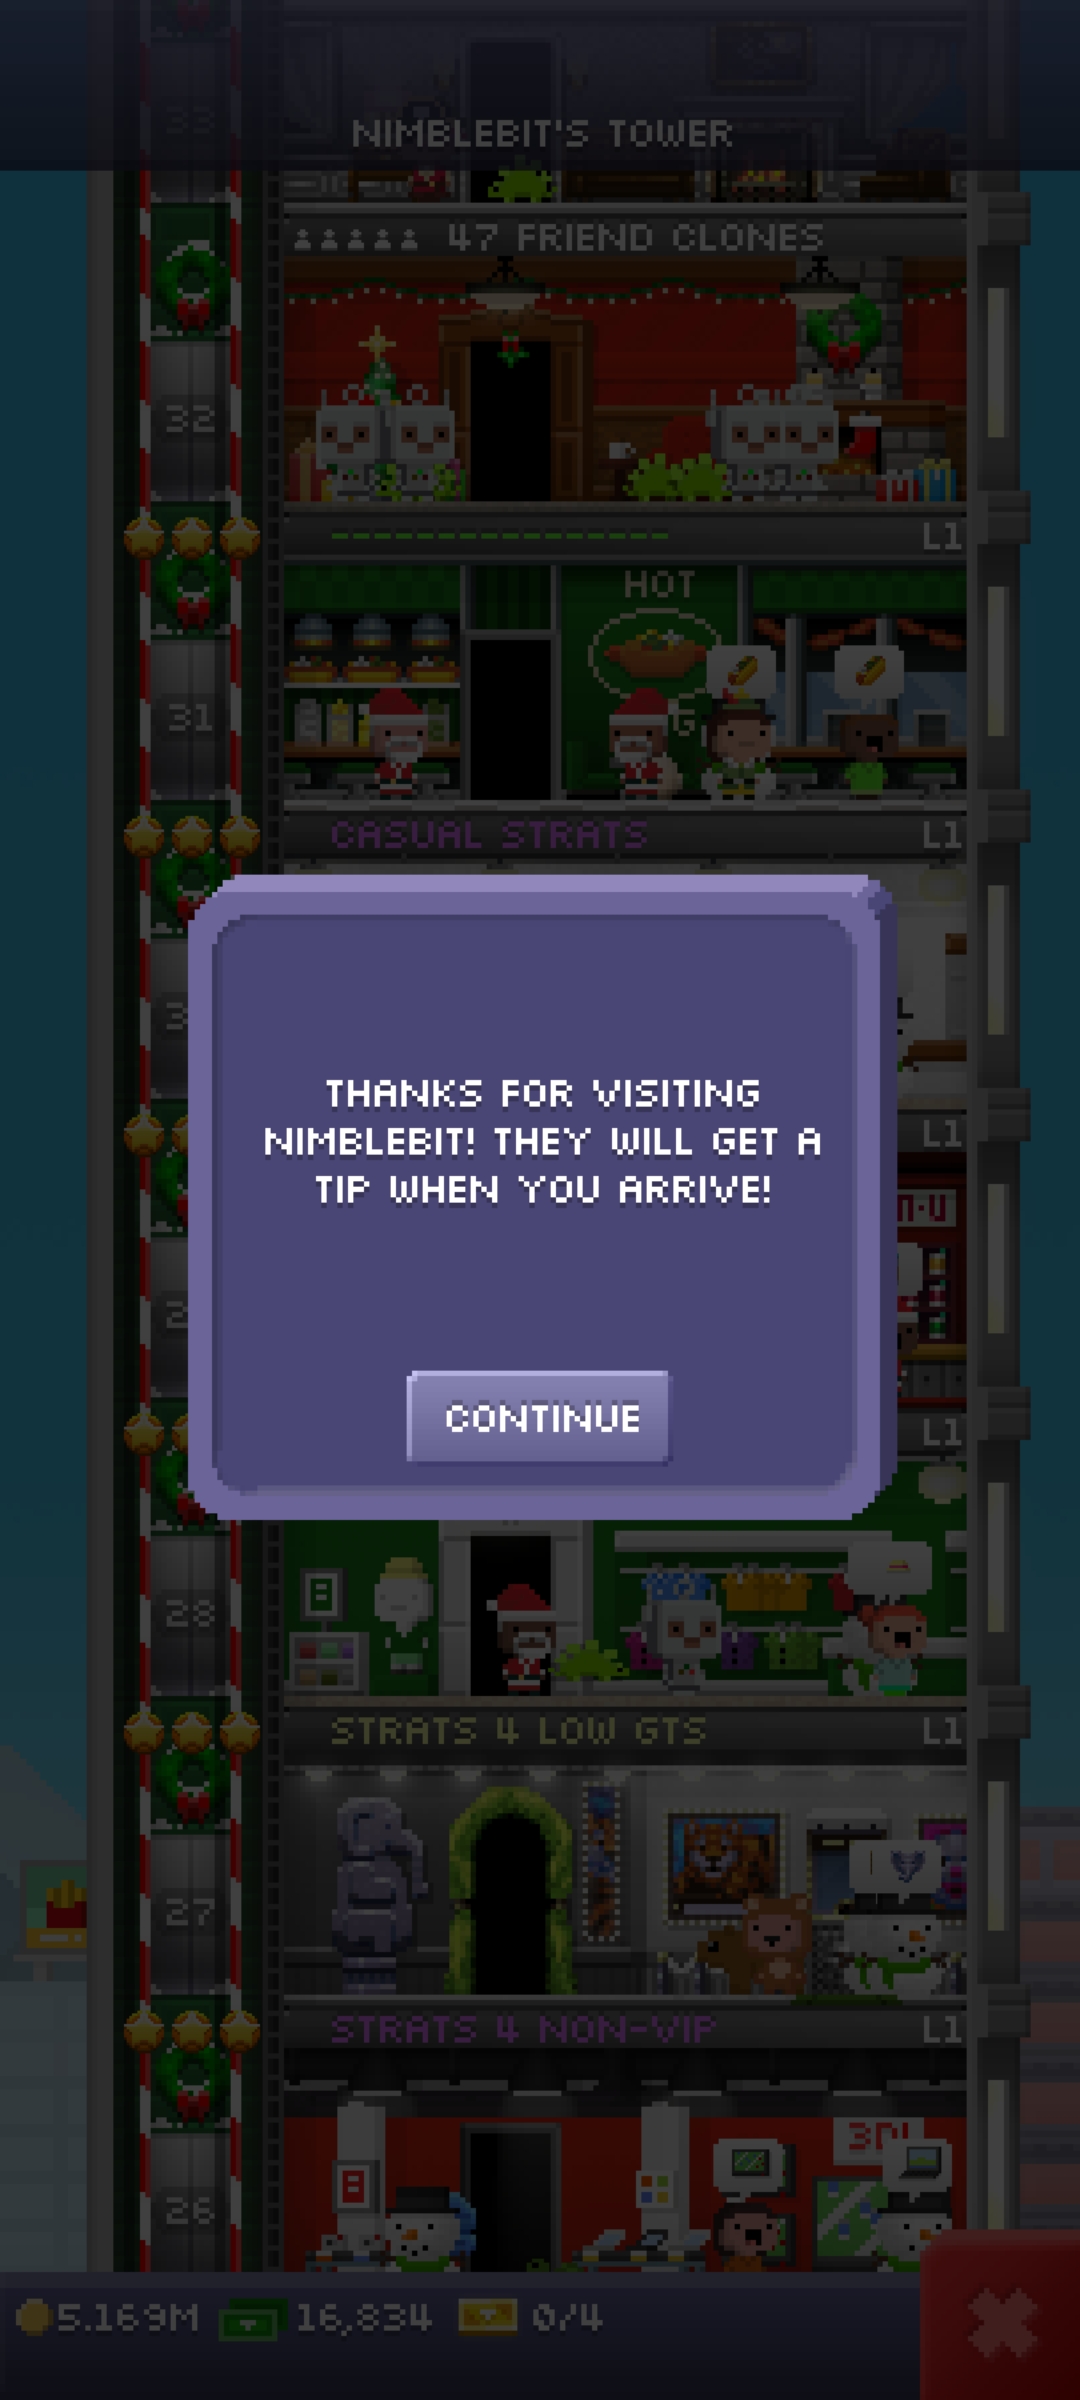 33
NIMBLEBIT'S TOWER
47 FRIEND CLONES
32
L1
HOT
31
CASUAL STRATS
L1
THANKS FOR VISITING
NIMBLEBIT! THEY WILL GET A
TIP WHEN YOU ARRIVE!
L1
L1
CONTINUE
28
STRATS 4 LOW GTS
L1
27
STRATS 4 NON-VIP
L1
26
5.169M
16,834
0/4